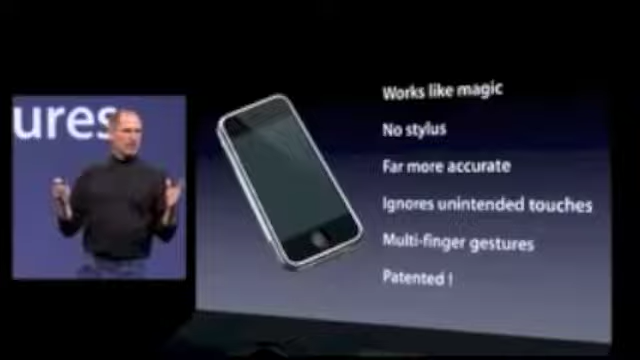 ures
Works like magic
No stylus
Far more accurate
Ignores unintended touches
Multi-finger gestures
Patented !